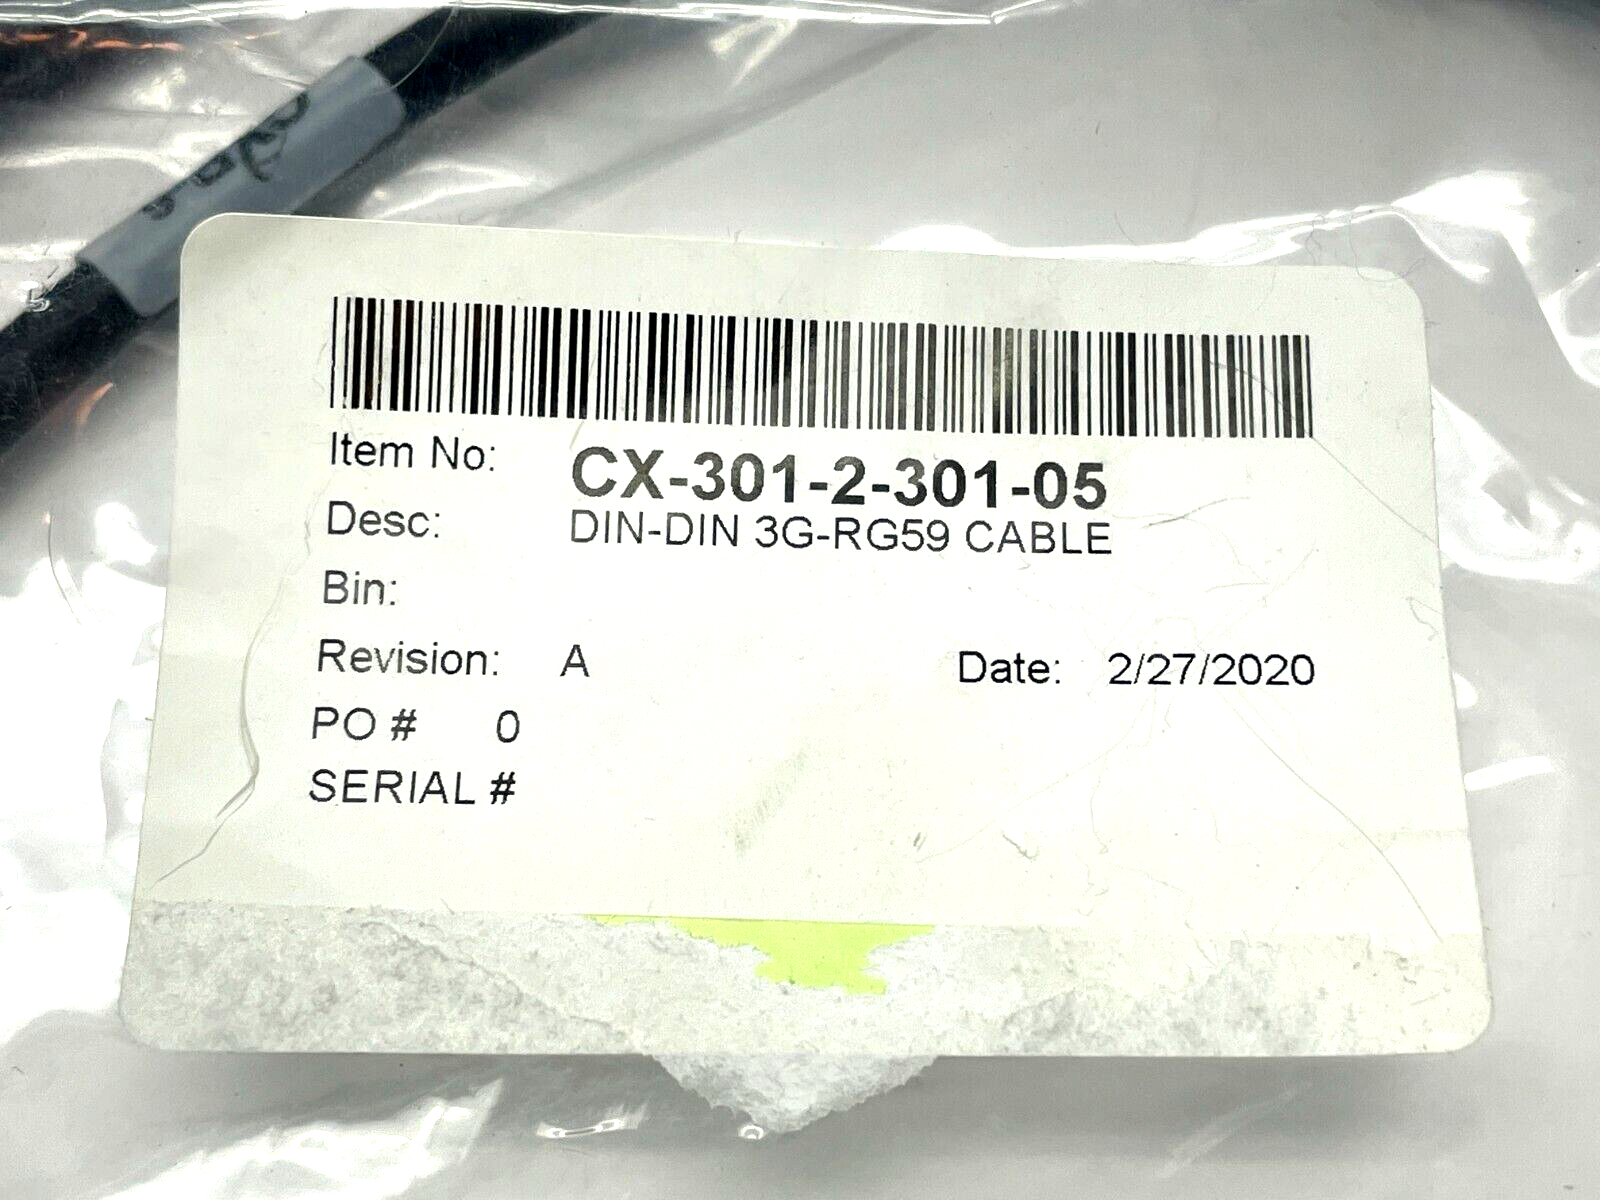 Item No: CX-301-2-301-05
Desc: DIN-DIN 3G-RG59 CABLE
Bin:
Revision: A Date: 2/27/2020
PO # 0
SERIAL #